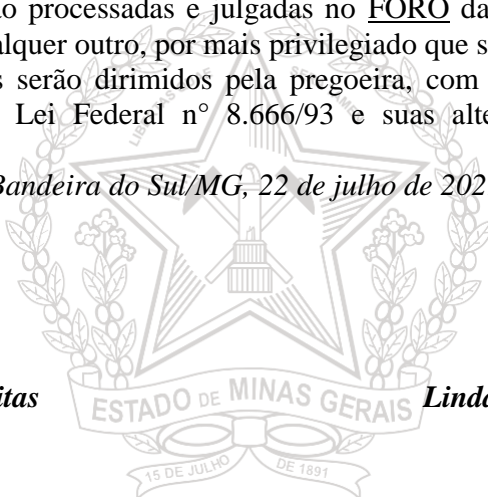 ão processadas e julgadas no FORO da
alquer outro, por mais privilegiado que s
s serão dirimidos pela pregoeira, com
Lei Federal n° 8.666/93 e suas alte
Bandeira do Sul/MG, 22 de julho de 202
itas Linda
ESTADO DE MINAS GERAIS
15 DE JULHO DE 1891